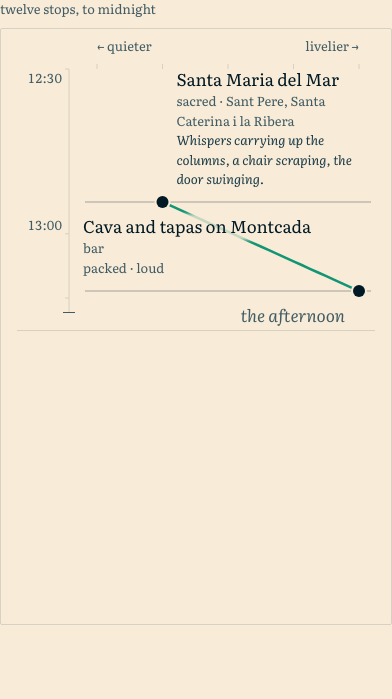 twelve stops, to midnight
← quieter
livelier →
12:30
Santa Maria del Mar
sacred · Sant Pere, Santa
Caterina i la Ribera
Whispers carrying up the
columns, a chair scraping, the
door swinging.
13:00
Cava and tapas on Montcada
bar
packed · loud
the afternoon